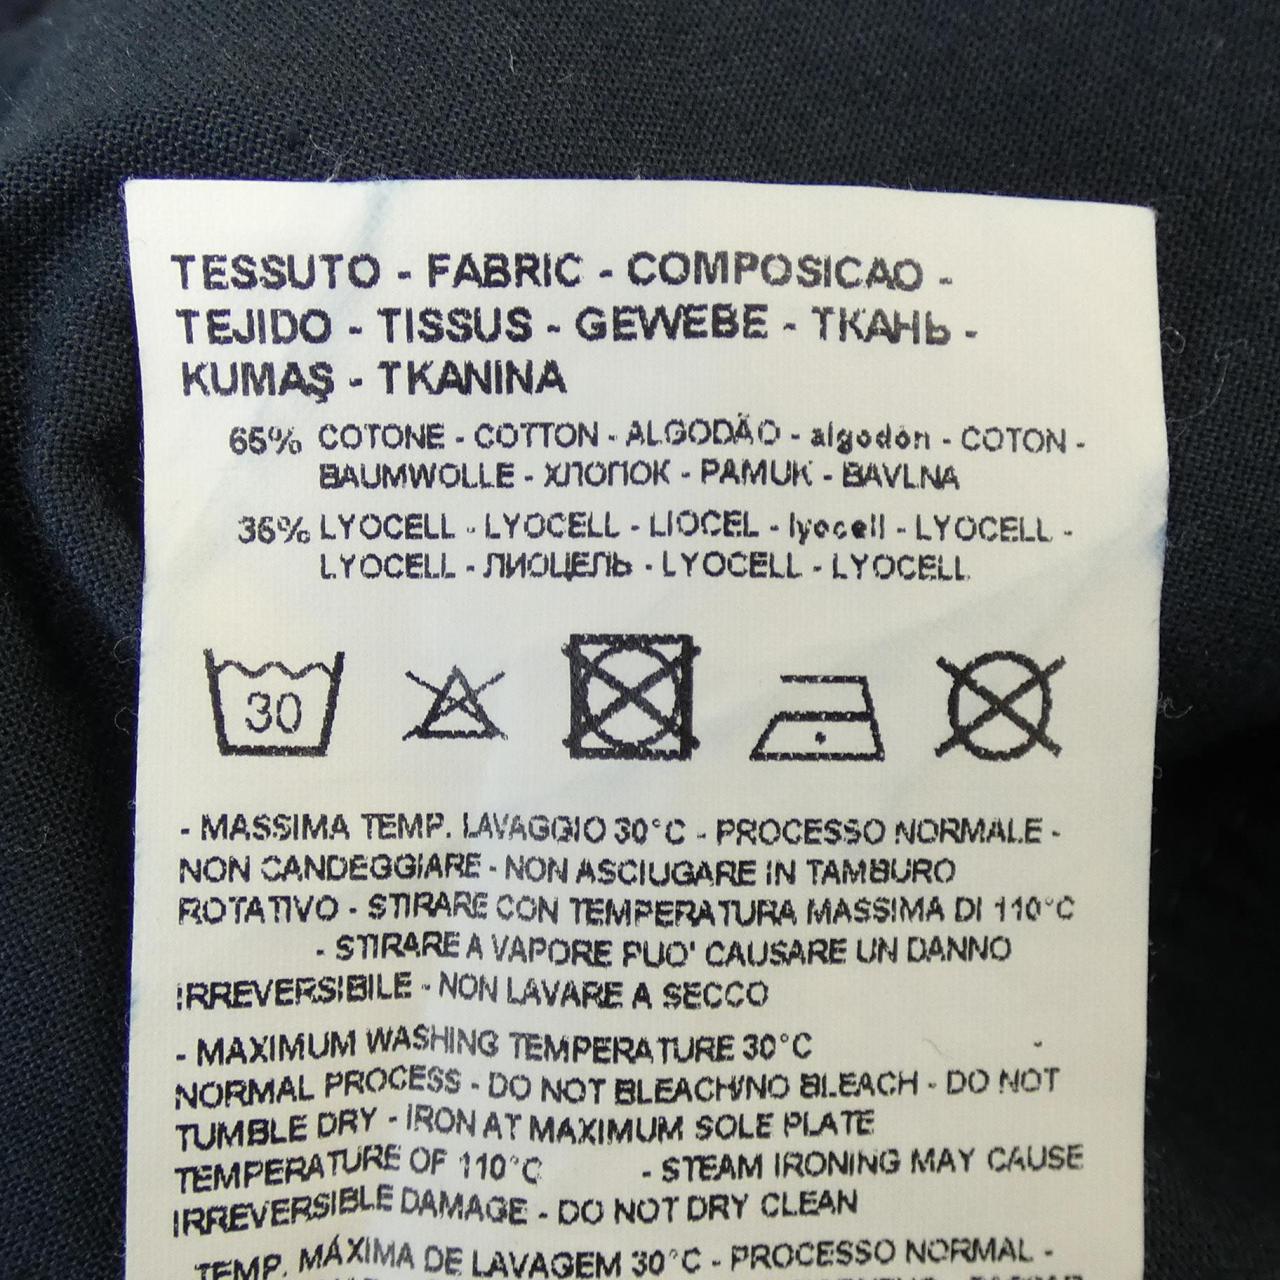 TESSUTO - FABRIC - COMPOSICAO -
TEJIDO - TISSUS - GEWEBE - ТКАНЬ -
KUMAŞ - TKANINA
65% COTONE - COTTON - ALGODÃO - algodón - COTON -
BAUMWOLLE - ХЛОПОК - PAMUK - BAVLNA
35% LYOCELL - LYOCELL - LIOCEL - lyocell - LYOCELL -
LYOCELL - ЛИОЦЕЛЬ - LYOCELL - LYOCELL
30
- MASSIMA TEMP. LAVAGGIO 30°C - PROCESSO NORMALE -
NON CANDEGGIARE - NON ASCIUGARE IN TAMBURO
ROTATIVO - STIRARE CON TEMPERATURA MASSIMA DI 110°C
- STIRARE A VAPORE PUO' CAUSARE UN DANNO
IRREVERSIBILE - NON LAVARE A SECCO
- MAXIMUM WASHING TEMPERATURE 30°C -
NORMAL PROCESS - DO NOT BLEACH/NO BLEACH - DO NOT
TUMBLE DRY - IRON AT MAXIMUM SOLE PLATE
TEMPERATURE OF 110°C - STEAM IRONING MAY CAUSE
IRREVERSIBLE DAMAGE - DO NOT DRY CLEAN
TEMP. MÁXIMA DE LAVAGEM 30°C - PROCESSO NORMAL -